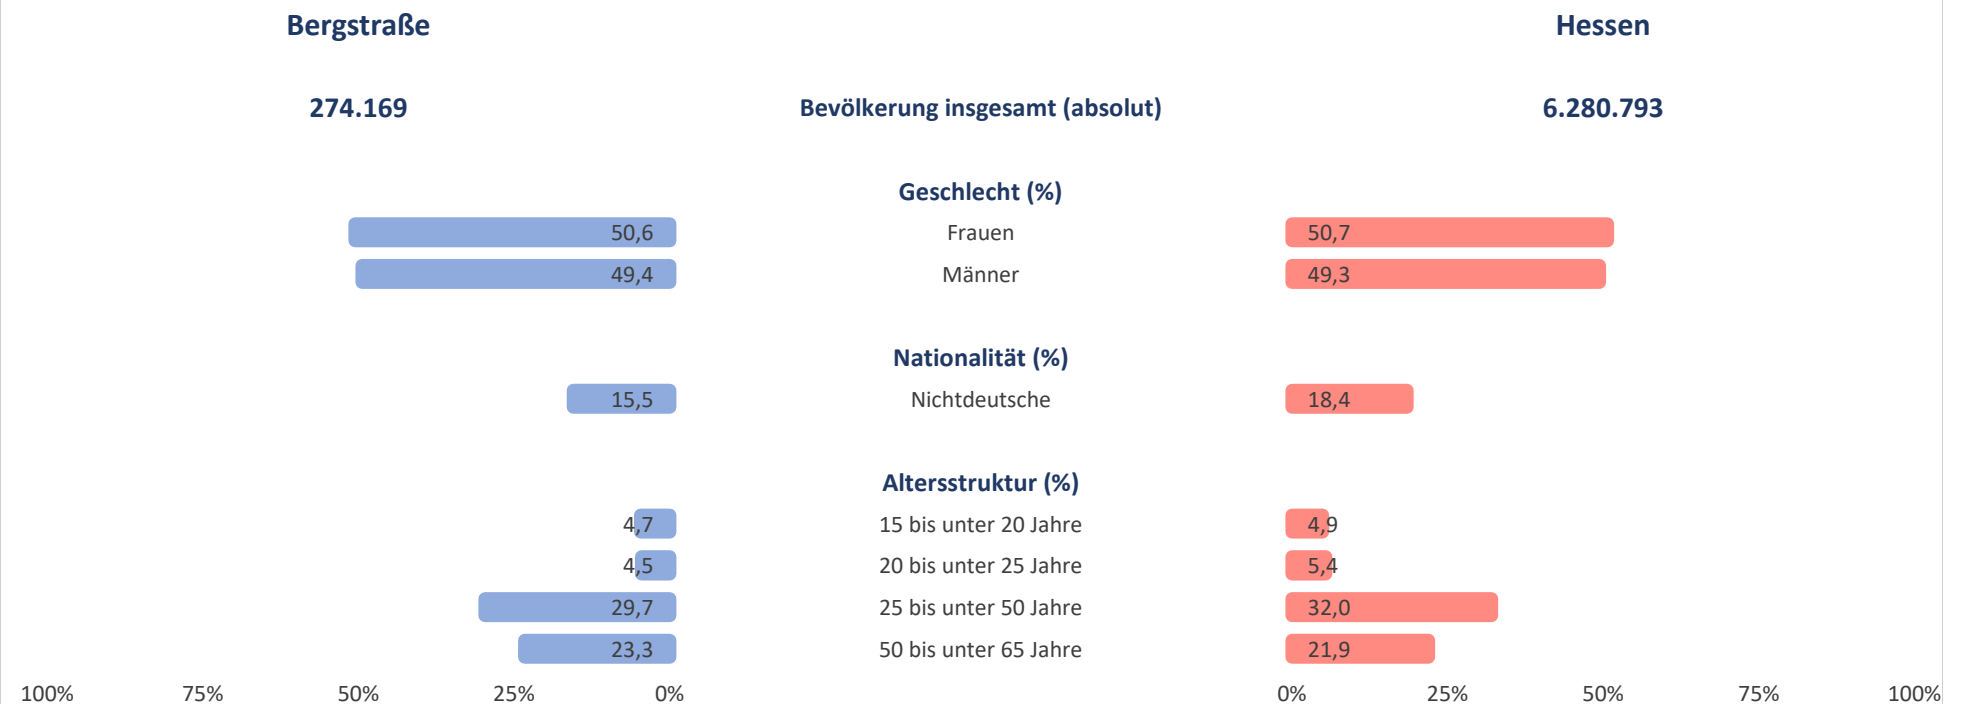 Bergstraße Hessen
274.169 Bevölkerung insgesamt (absolut) 6.280.793
Geschlecht (%)
50,6 Frauen 50,7
49,4 Männer 49,3
Nationalität (%)
15,5 Nichtdeutsche 18,4
Altersstruktur (%)
4,7 15 bis unter 20 Jahre 4,9
4,5 20 bis unter 25 Jahre 5,4
29,7 25 bis unter 50 Jahre 32,0
23,3 50 bis unter 65 Jahre 21,9
100% 75% 50% 25% 0% 0% 25% 50% 75% 100%